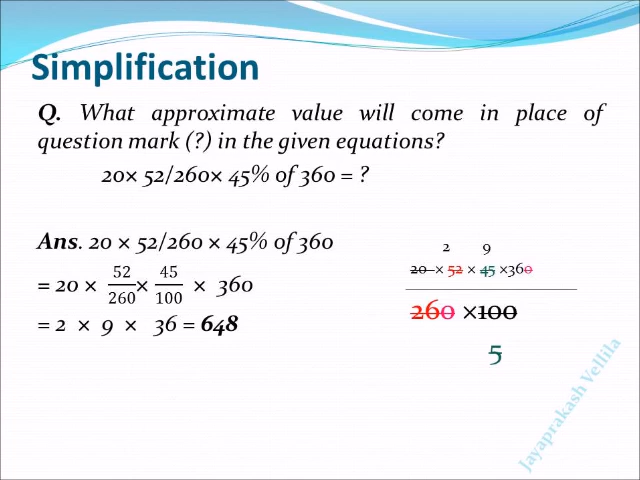 Simplification
Q. What approximate value will come in place of
question mark (?) in the given equations?
20× 52/260× 45% of 360 = ?
Ans. 20 × 52/260 × 45% of 360
= 20 × 52/260 × 45/100 × 360
= 2 × 9 × 36 = 648
2 9
20 × 52 × 45 ×360
260 ×100
5
Jayaprakash Vellila